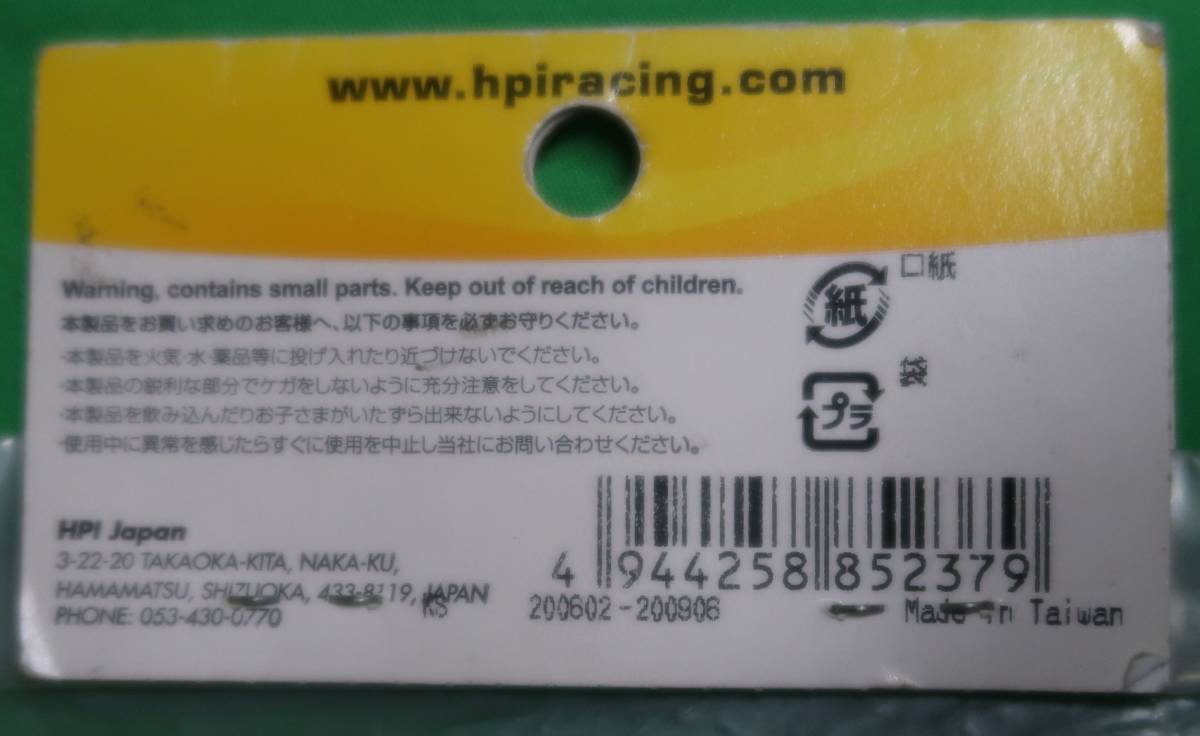 www.hpiracing.com
Warning, contains small parts. Keep out of reach of children.
本製品をお買い求めのお客様へ、以下の事項を必ずお守りください。
・本製品を火気・水・薬品等に投げ入れたり近づけないでください。
・本製品の鋭利な部分でケガをしないように充分注意をしてください。
・本製品を飲み込んだりお子さまがいたずら出来ないようにしてください。
・使用中に異常を感じたらすぐに使用を中止し当社にお問い合わせください。
紙
口紙
プラ
袋
HPI Japan
3-22-20 TAKAOKA-KITA, NAKA-KU,
HAMAMATSU, SHIZUOKA, 433-8119, JAPAN
PHONE: 053-430-0770
KS
4 944258 852379
200602-200906
Made in Taiwan